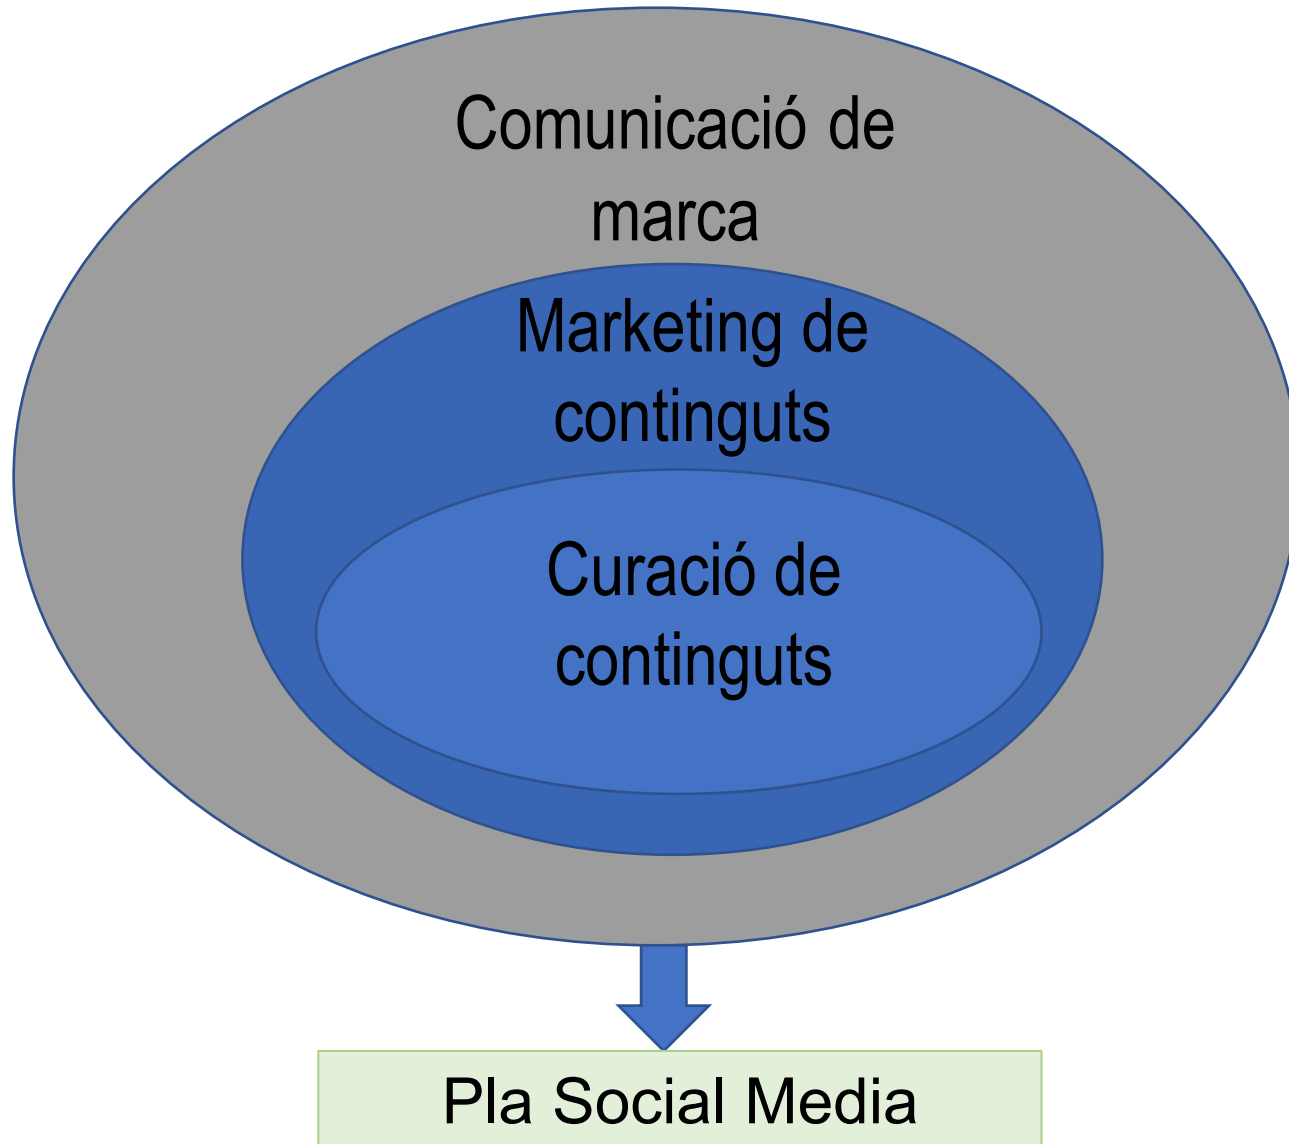 Comunicació de
marca
Marketing de
continguts
Curació de
continguts
Pla Social Media